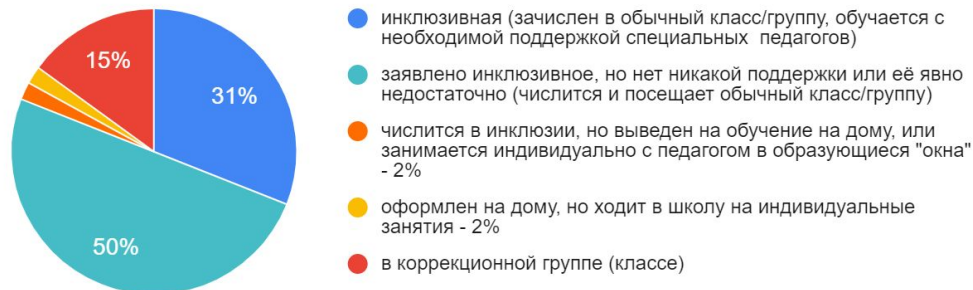 15%
31%
50%
инклюзивная (зачислен в обычный класс/группу, обучается с
необходимой поддержкой специальных педагогов)
заявлено инклюзивное, но нет никакой поддержки или её явно
недостаточно (числится и посещает обычный класс/группу)
числится в инклюзии, но выведен на обучение на дому, или
занимается индивидуально с педагогом в образующиеся "окна"
- 2%
оформлен на дому, но ходит в школу на индивидуальные
занятия - 2%
в коррекционной группе (классе)